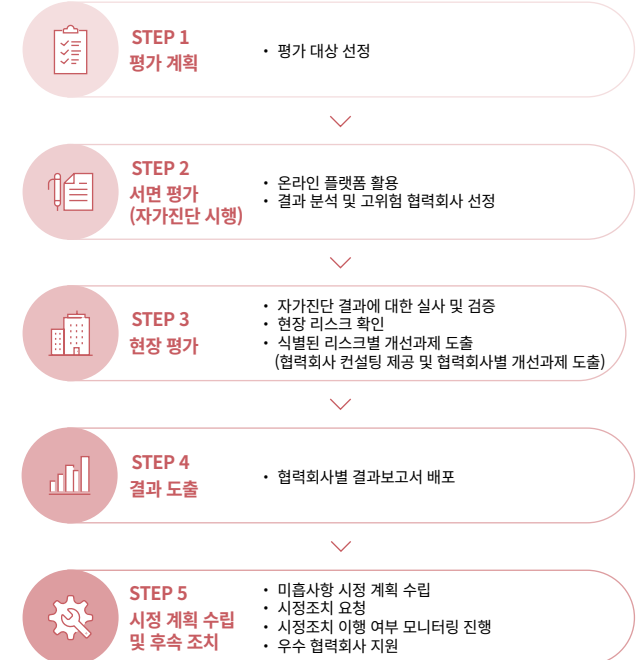 STEP 1
평가 계획
• 평가 대상 선정
STEP 2
서면 평가
(자가진단 시행)
• 온라인 플랫폼 활용
• 결과 분석 및 고위험 협력회사 선정
STEP 3
현장 평가
• 자가진단 결과에 대한 실사 및 검증
• 현장 리스크 확인
• 식별된 리스크별 개선과제 도출
(협력회사 컨설팅 제공 및 협력회사별 개선과제 도출)
STEP 4
결과 도출
• 협력회사별 결과보고서 배포
STEP 5
시정 계획 수립
및 후속 조치
• 미흡사항 시정 계획 수립
• 시정조치 요청
• 시정조치 이행 여부 모니터링 진행
• 우수 협력회사 지원